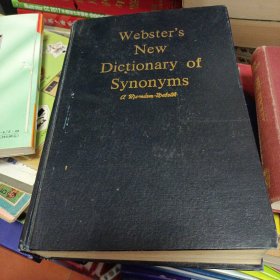 Webster's
New
Dictionary of
Synonyms
a Merriam-Webster